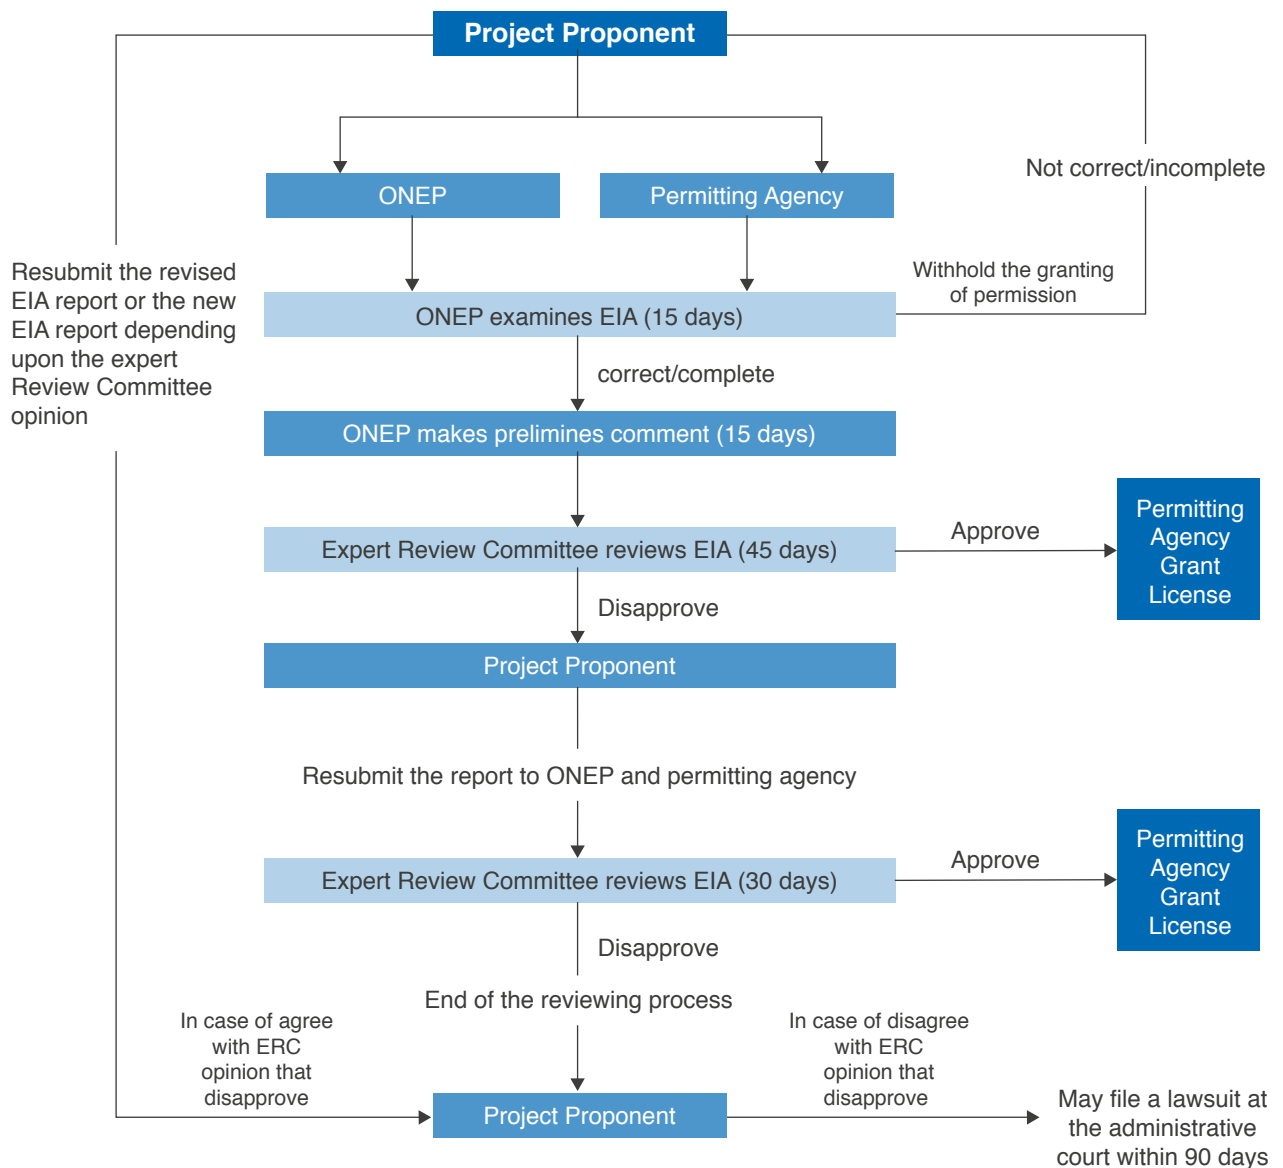 Project Proponent
Not correct/incomplete
ONEP
Permitting Agency
Resubmit the revised
EIA report or the new
EIA report depending
upon the expert
Review Committee
opinion
Withhold the granting
of permission
ONEP examines EIA (15 days)
correct/complete
ONEP makes prelimines comment (15 days)
Expert Review Committee reviews EIA (45 days)
Approve
Permitting
Agency
Grant
License
Disapprove
Project Proponent
Resubmit the report to ONEP and permitting agency
Expert Review Committee reviews EIA (30 days)
Approve
Permitting
Agency
Grant
License
Disapprove
End of the reviewing process
In case of agree
with ERC
opinion that
disapprove
In case of disagree
with ERC
opinion that
disapprove
Project Proponent
May file a lawsuit at
the administrative
court within 90 days